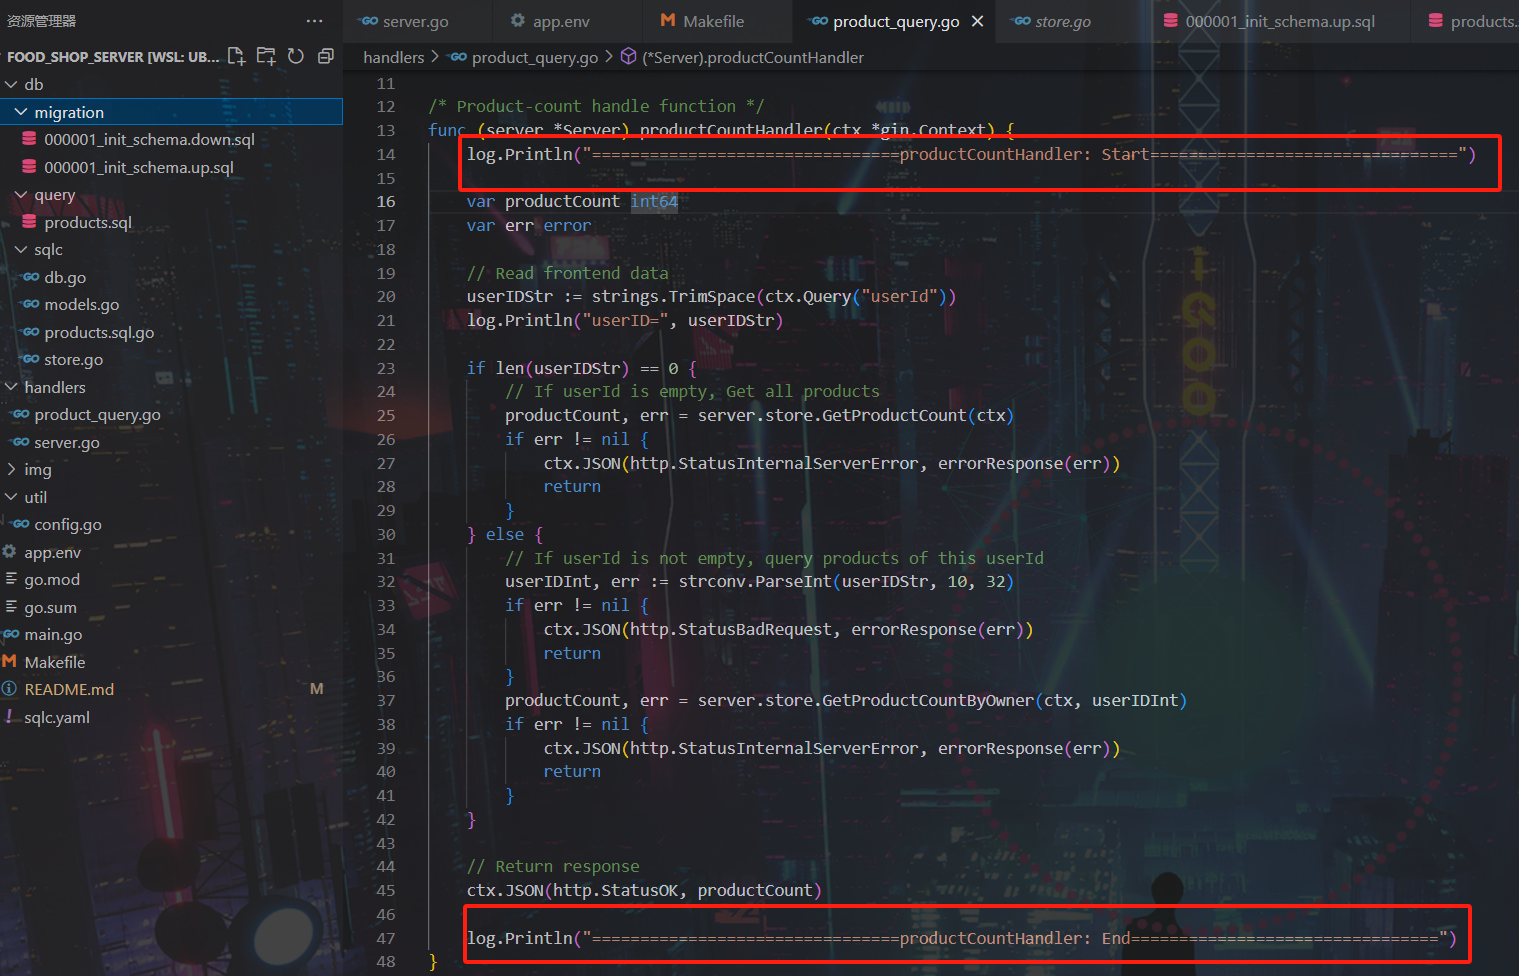 资源管理器
server.go
app.env
Makefile
product_query.go
store.go
000001_init_schema.up.sql
products.
FOOD_SHOP_SERVER [WSL: UB...
handlers > product_query.go > (*Server).productCountHandler
db
migration
000001_init_schema.down.sql
000001_init_schema.up.sql
query
products.sql
sqlc
db.go
models.go
products.sql.go
store.go
handlers
product_query.go
server.go
img
util
config.go
app.env
go.mod
go.sum
main.go
Makefile
README.md M
sqlc.yaml
11
12 /* Product-count handle function */
13 func (server *Server) productCountHandler(ctx *gin.Context) {
14 log.Println("================================productCountHandler: Start================================")
15
16 var productCount int64
17 var err error
18
19 // Read frontend data
20 userIDStr := strings.TrimSpace(ctx.Query("userId"))
21 log.Println("userID=", userIDStr)
22
23 if len(userIDStr) == 0 {
24 // If userId is empty, Get all products
25 productCount, err = server.store.GetProductCount(ctx)
26 if err != nil {
27 ctx.JSON(http.StatusInternalServerError, errorResponse(err))
28 return
29 }
30 } else {
31 // If userId is not empty, query products of this userId
32 userIDInt, err := strconv.ParseInt(userIDStr, 10, 32)
33 if err != nil {
34 ctx.JSON(http.StatusBadRequest, errorResponse(err))
35 return
36 }
37 productCount, err = server.store.GetProductCountByOwner(ctx, userIDInt)
38 if err != nil {
39 ctx.JSON(http.StatusInternalServerError, errorResponse(err))
40 return
41 }
42 }
43
44 // Return response
45 ctx.JSON(http.StatusOK, productCount)
46
47 log.Println("================================productCountHandler: End================================")
48 }